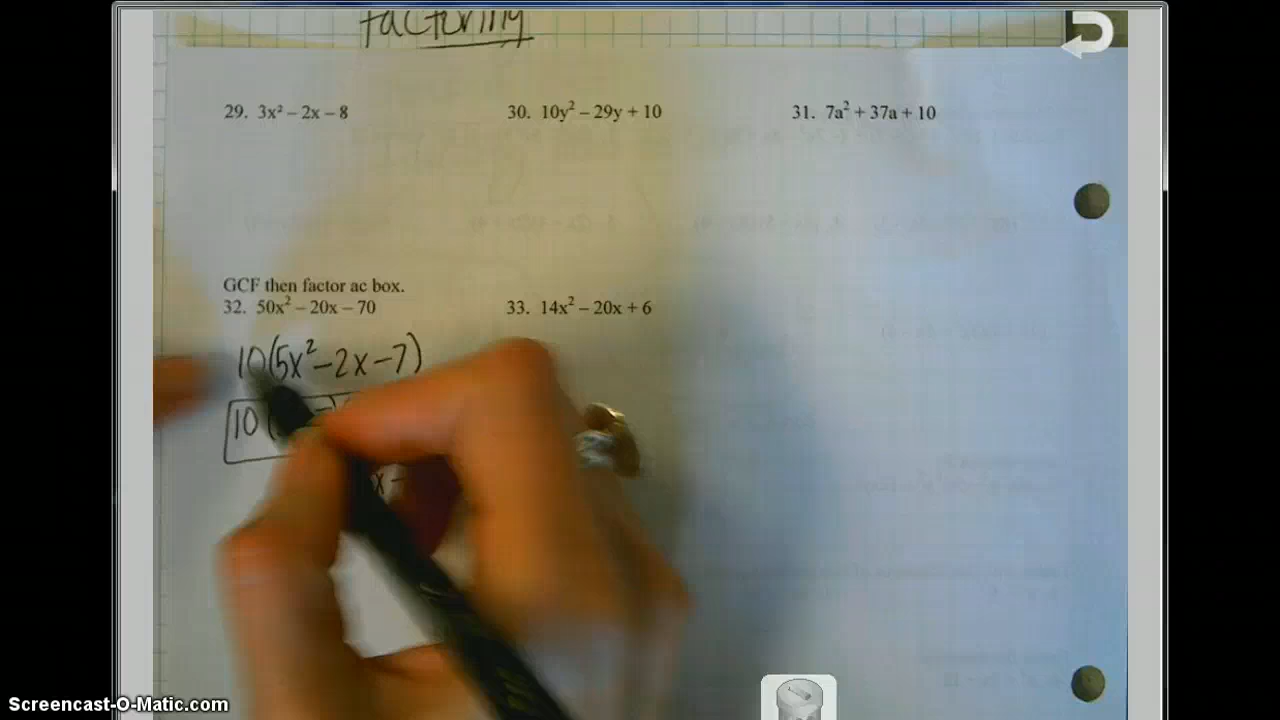 factoring
29. 3x² – 2x – 8
30. 10y² – 29y + 10
31. 7a² + 37a + 10
GCF then factor ac box.
32. 50x² – 20x – 70
33. 14x² – 20x + 6
10(5x² – 2x – 7)
10(
x –
Screencast-O-Matic.com